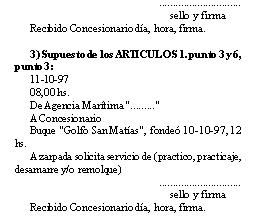 ..............................
sello y firma
Recibido Concesionario día, hora, firma.
3) Supuesto de los ARTICULOS 1. punto 3 y 6,
punto 3:
11-10-97
08,00 hs.
De Agencia Marítima "........."
A Concesionario
Buque "Golfo San Matías", fondeó 10-10-97, 12
hs.
A zarpada solicita servicio de (practico, practicaje,
desamarre y/o remolque)
..............................
sello y firma
Recibido Concesionario día, hora, firma.